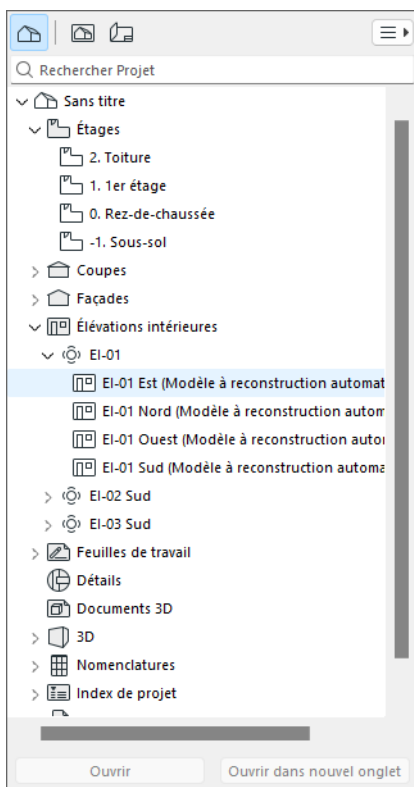 Rechercher Projet
Sans titre
Étages
2. Toiture
1. 1er étage
0. Rez-de-chaussée
-1. Sous-sol
Coupes
Façades
Élévations intérieures
EI-01
EI-01 Est (Modèle à reconstruction automat
EI-01 Nord (Modèle à reconstruction autom
EI-01 Ouest (Modèle à reconstruction autor
EI-01 Sud (Modèle à reconstruction automa
EI-02 Sud
EI-03 Sud
Feuilles de travail
Détails
Documents 3D
3D
Nomenclatures
Index de projet
Ouvrir
Ouvrir dans nouvel onglet